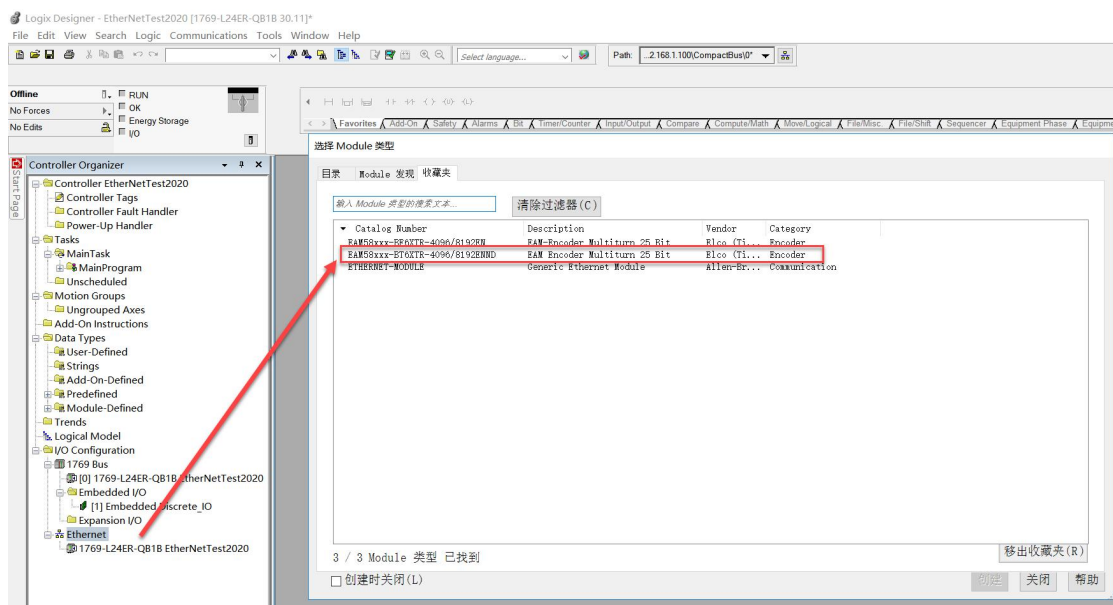 Logix Designer - EtherNetTest2020 [1769-L24ER-QB1B 30.11]*
File Edit View Search Logic Communications Tools Window Help
Select language...
Path: ...2.168.1.100\CompactBus\0*
Offline
RUN
No Forces
OK
Energy Storage
No Edits
I/O
Favorites Add-On Safety Alarms Bit Timer/Counter Input/Output Compare Compute/Math Move/Logical File/Misc. File/Shift Sequencer Equipment Phase Equipme
Start Page
Controller Organizer
Controller EtherNetTest2020
Controller Tags
Controller Fault Handler
Power-Up Handler
Tasks
MainTask
MainProgram
Unscheduled
Motion Groups
Ungrouped Axes
Add-On Instructions
Data Types
User-Defined
Strings
Add-On-Defined
Predefined
Module-Defined
Trends
Logical Model
I/O Configuration
1769 Bus
[0] 1769-L24ER-QB1B EtherNetTest2020
Embedded I/O
[1] Embedded Discrete_IO
Expansion I/O
Ethernet
1769-L24ER-QB1B EtherNetTest2020
选择 Module 类型
目录 Module 发现 收藏夹
输入 Module 类型的搜索文本...
清除过滤器(C)
Catalog Number Description Vendor Category
EAM58xxx-BE6XTR-4096/8192EN EAM-Encoder Multiturn 25 Bit Elco (Ti... Encoder
EAM58xxx-BT6XTR-4096/8192ENND EAM Encoder Multiturn 25 Bit Elco (Ti... Encoder
ETHERNET-MODULE Generic Ethernet Module Allen-Br... Communication
3 / 3 Module 类型 已找到
移出收藏夹(R)
创建时关闭(L)
创建 关闭 帮助